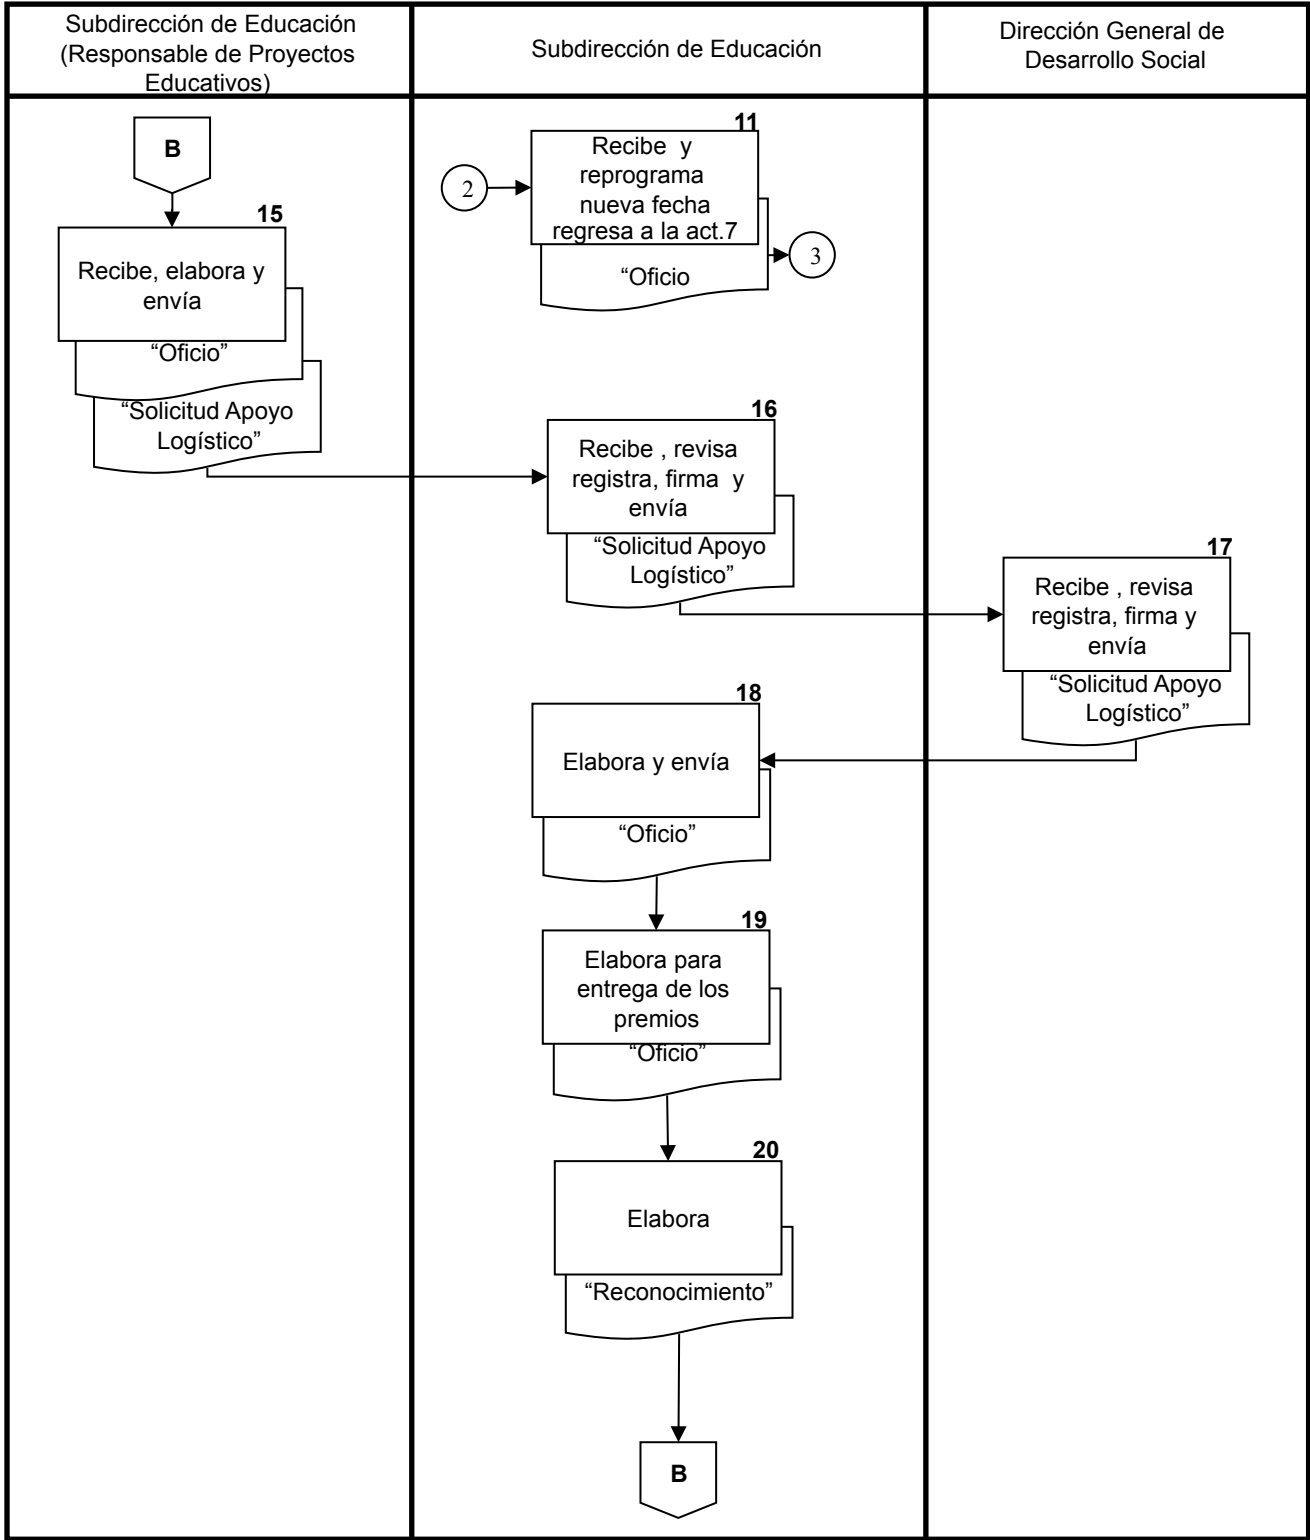 Subdirección de Educación
(Responsable de Proyectos
Educativos)
Subdirección de Educación
Dirección General de
Desarrollo Social
B
15
Recibe, elabora y
envía
“Oficio”
“Solicitud Apoyo
Logístico”
2
11
Recibe y
reprograma
nueva fecha
regresa a la act.7
“Oficio
3
16
Recibe , revisa
registra, firma y
envía
“Solicitud Apoyo
Logístico”
17
Recibe , revisa
registra, firma y
envía
“Solicitud Apoyo
Logístico”
18
Elabora y envía
“Oficio”
19
Elabora para
entrega de los
premios
“Oficio”
20
Elabora
“Reconocimiento”
B